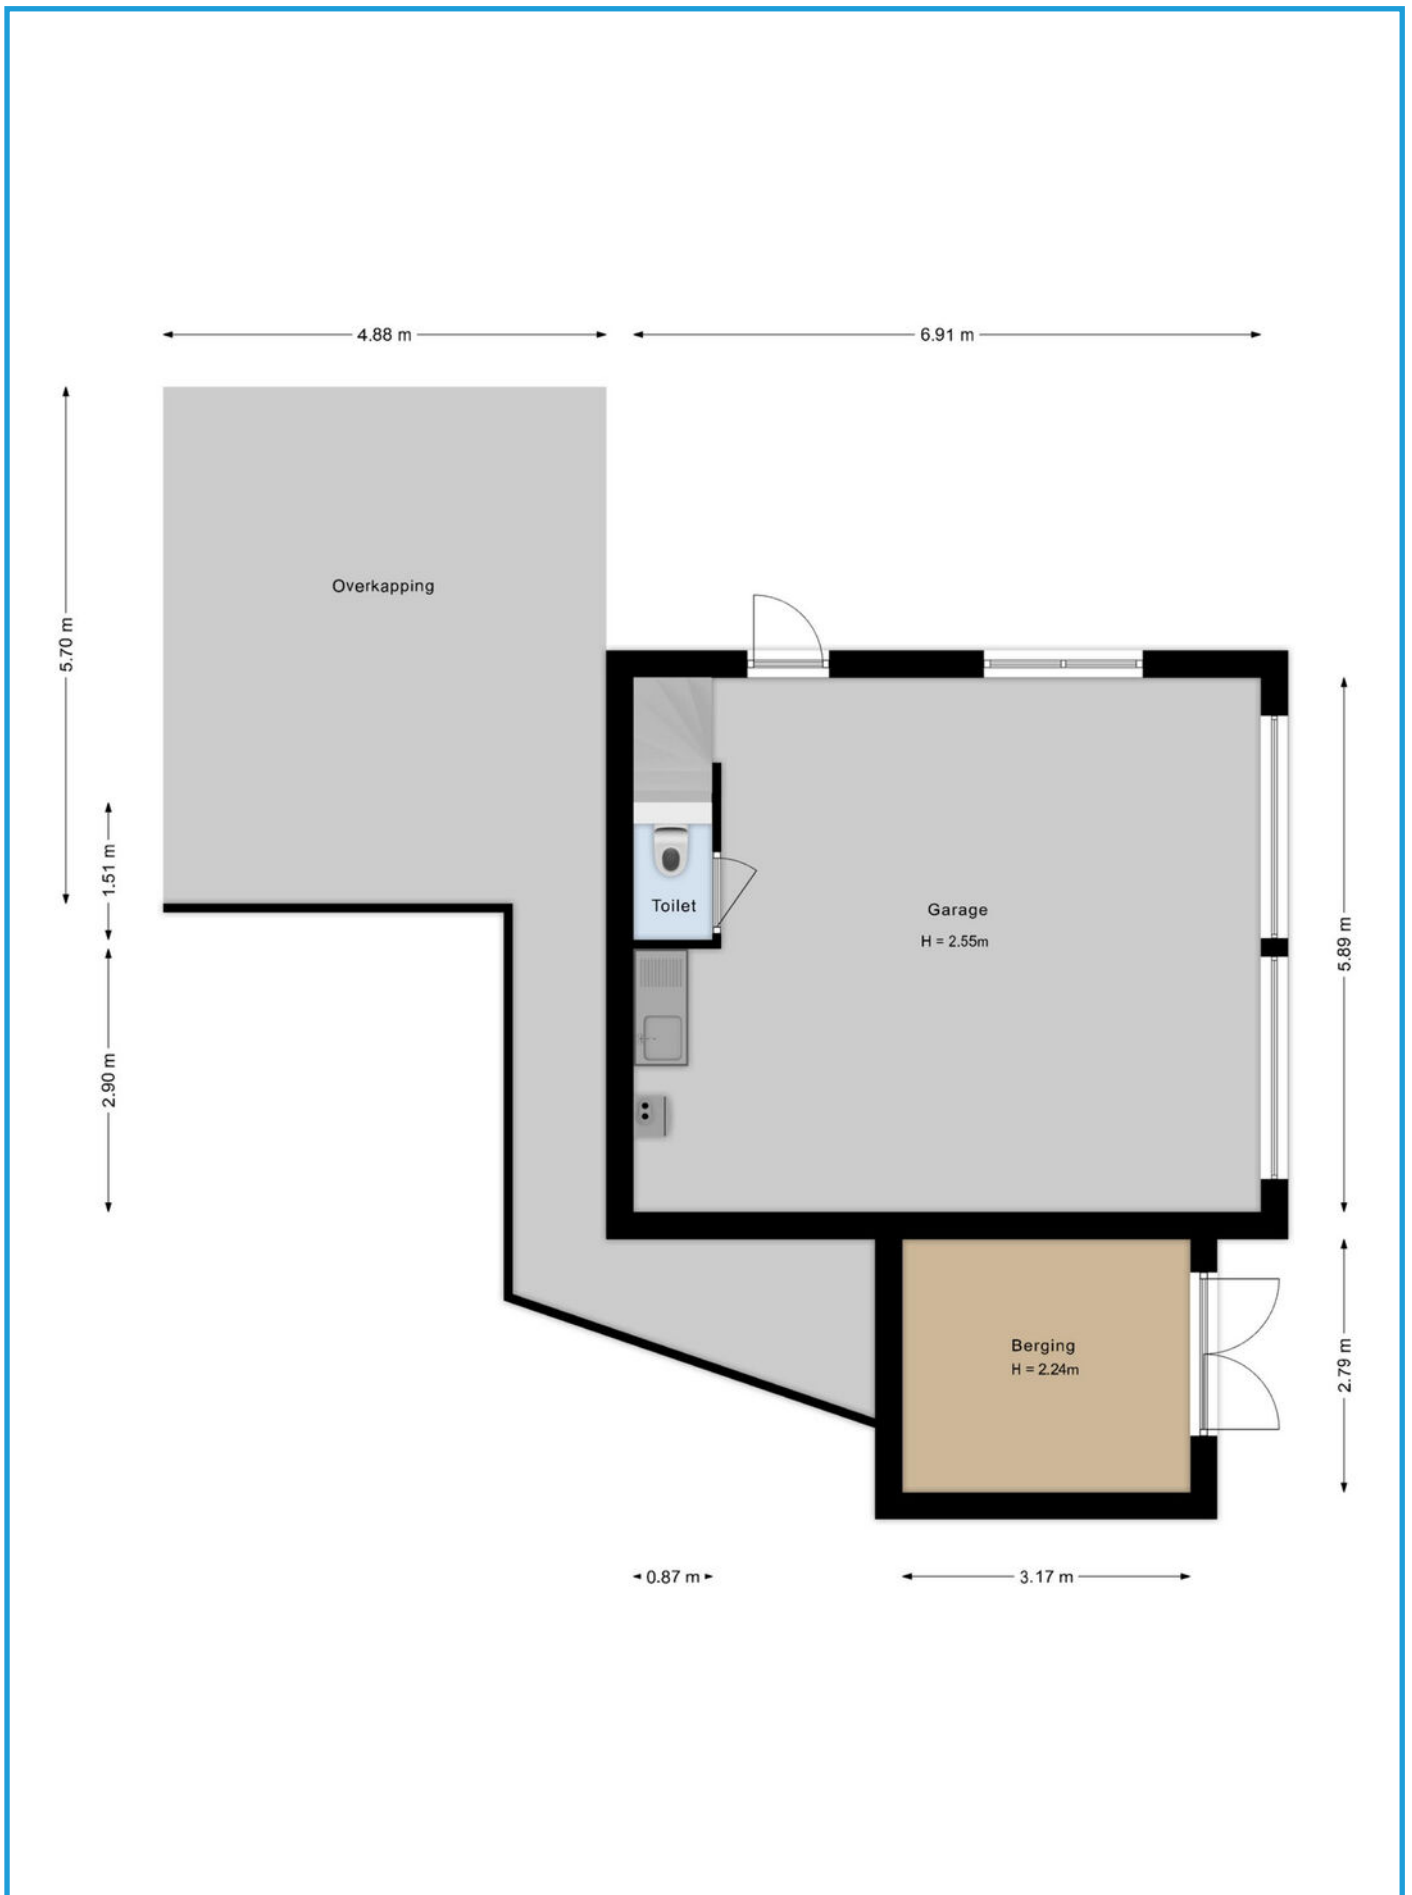 4.88 m
6.91 m
5.70 m
Overkapping
1.51 m
Toilet
Garage
H = 2.55m
5.89 m
2.90 m
Berging
H = 2.24m
2.79 m
0.87 m
3.17 m